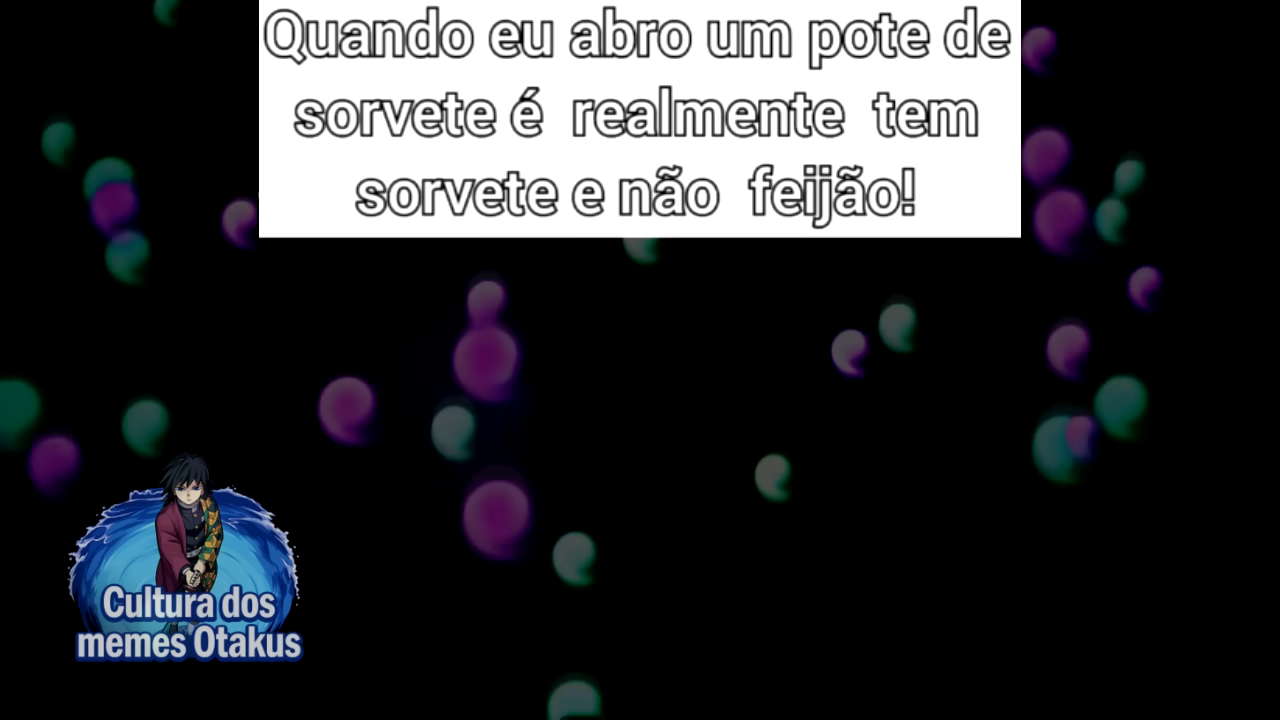 Quando eu abro um pote de
sorvete é realmente tem
sorvete e não feijão!
Cultura dos
memes Otakus